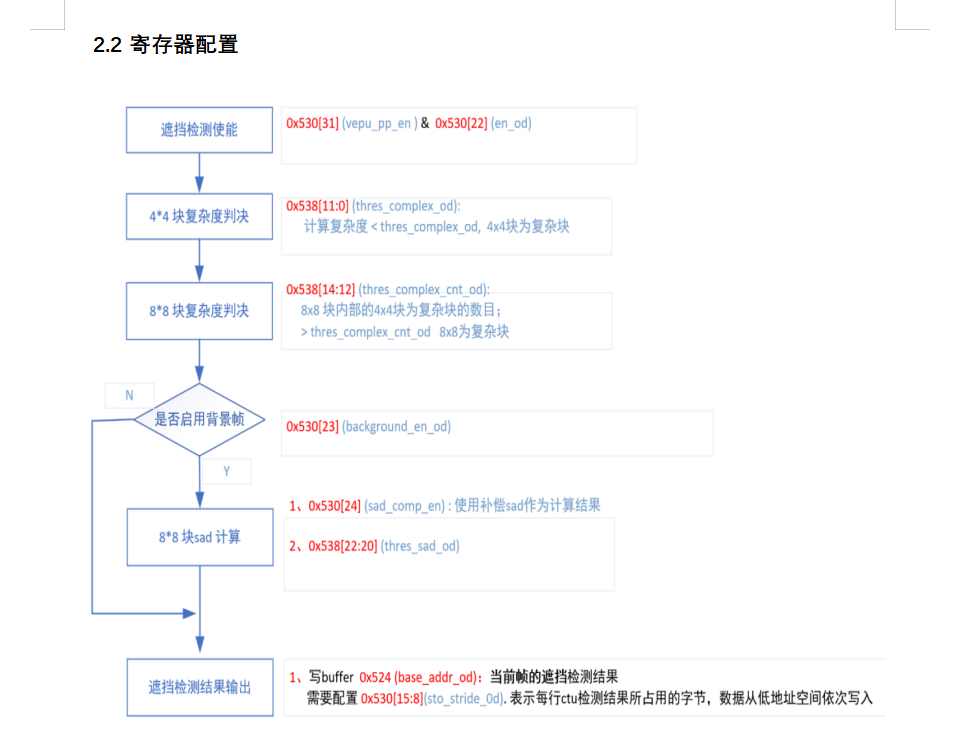 2.2 寄存器配置
遮挡检测使能
0x530[31] (vepu_pp_en ) & 0x530[22] (en_od)
4*4 块复杂度判决
0x538[11:0] (thres_complex_od):
计算复杂度 < thres_complex_od, 4x4块为复杂块
8*8 块复杂度判决
0x538[14:12] (thres_complex_cnt_od):
8x8 块内部的4x4块为复杂块的数目；
> thres_complex_cnt_od 8x8为复杂块
N
是否启用背景帧
0x530[23] (background_en_od)
Y
1、0x530[24] (sad_comp_en) : 使用补偿sad作为计算结果
8*8 块sad 计算
2、0x538[22:20] (thres_sad_od)
遮挡检测结果输出
1、写buffer 0x524 (base_addr_od)：当前帧的遮挡检测结果
需要配置 0x530[15:8](sto_stride_0d). 表示每行ctu检测结果所占用的字节，数据从低地址空间依次写入